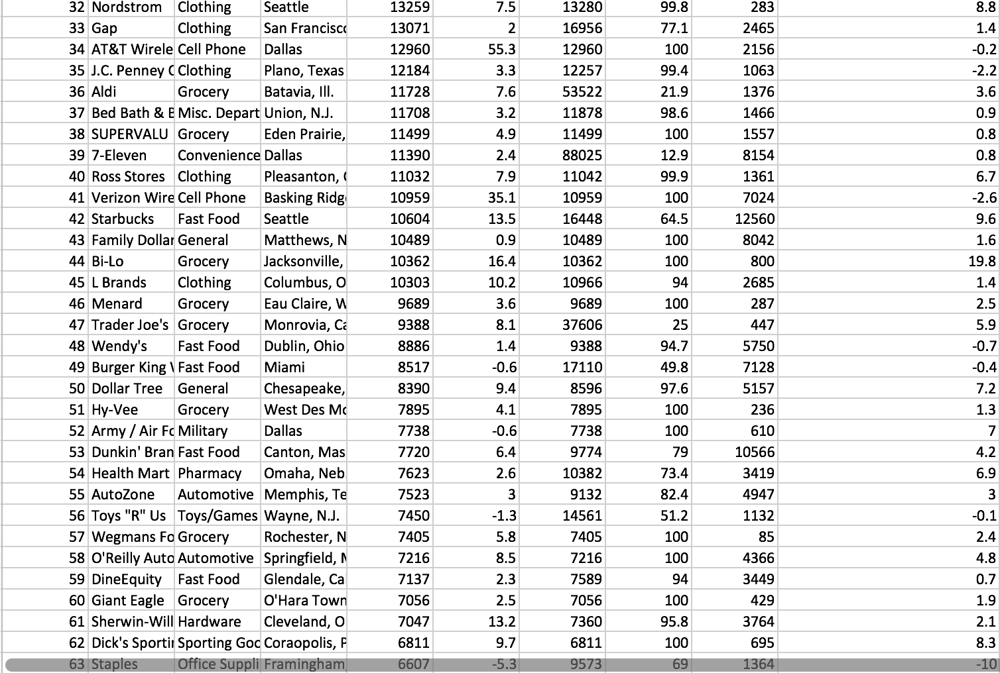 32 Nordstrom Clothing Seattle 13259 7.5 13280 99.8 283 8.8
33 Gap Clothing San Francisc 13071 2 16956 77.1 2465 1.4
34 AT&T Wirele Cell Phone Dallas 12960 55.3 12960 100 2156 -0.2
35 J.C. Penney C Clothing Plano, Texas 12184 3.3 12257 99.4 1063 -2.2
36 Aldi Grocery Batavia, Ill. 11728 7.6 53522 21.9 1376 3.6
37 Bed Bath & B Misc. Depart Union, N.J. 11708 3.2 11878 98.6 1466 0.9
38 SUPERVALU Grocery Eden Prairie, 11499 4.9 11499 100 1557 0.8
39 7-Eleven Convenience Dallas 11390 2.4 88025 12.9 8154 0.8
40 Ross Stores Clothing Pleasanton, 11032 7.9 11042 99.9 1361 6.7
41 Verizon Wire Cell Phone Basking Ridg 10959 35.1 10959 100 7024 -2.6
42 Starbucks Fast Food Seattle 10604 13.5 16448 64.5 12560 9.6
43 Family Dollar General Matthews, N 10489 0.9 10489 100 8042 1.6
44 Bi-Lo Grocery Jacksonville, 10362 16.4 10362 100 800 19.8
45 L Brands Clothing Columbus, O 10303 10.2 10966 94 2685 1.4
46 Menard Grocery Eau Claire, W 9689 3.6 9689 100 287 2.5
47 Trader Joe's Grocery Monrovia, Ca 9388 8.1 37606 25 447 5.9
48 Wendy's Fast Food Dublin, Ohio 8886 1.4 9388 94.7 5750 -0.7
49 Burger King Fast Food Miami 8517 -0.6 17110 49.8 7128 -0.4
50 Dollar Tree General Chesapeake, 8390 9.4 8596 97.6 5157 7.2
51 Hy-Vee Grocery West Des Mo 7895 4.1 7895 100 236 1.3
52 Army / Air Fo Military Dallas 7738 -0.6 7738 100 610 7
53 Dunkin' Bran Fast Food Canton, Mas 7720 6.4 9774 79 10566 4.2
54 Health Mart Pharmacy Omaha, Neb. 7623 2.6 10382 73.4 3419 6.9
55 AutoZone Automotive Memphis, Te 7523 3 9132 82.4 4947 3
56 Toys "R" Us Toys/Games Wayne, N.J. 7450 -1.3 14561 51.2 1132 -0.1
57 Wegmans Fo Grocery Rochester, N 7405 5.8 7405 100 85 2.4
58 O'Reilly Auto Automotive Springfield, M 7216 8.5 7216 100 4366 4.8
59 DineEquity Fast Food Glendale, Ca 7137 2.3 7589 94 3449 0.7
60 Giant Eagle Grocery O'Hara Town 7056 2.5 7056 100 429 1.9
61 Sherwin-Will Hardware Cleveland, O 7047 13.2 7360 95.8 3764 2.1
62 Dick's Sportin Sporting Goo Coraopolis, P 6811 9.7 6811 100 695 8.3
63 Staples Office Suppli Framingham, 6607 -5.3 9573 69 1364 -10